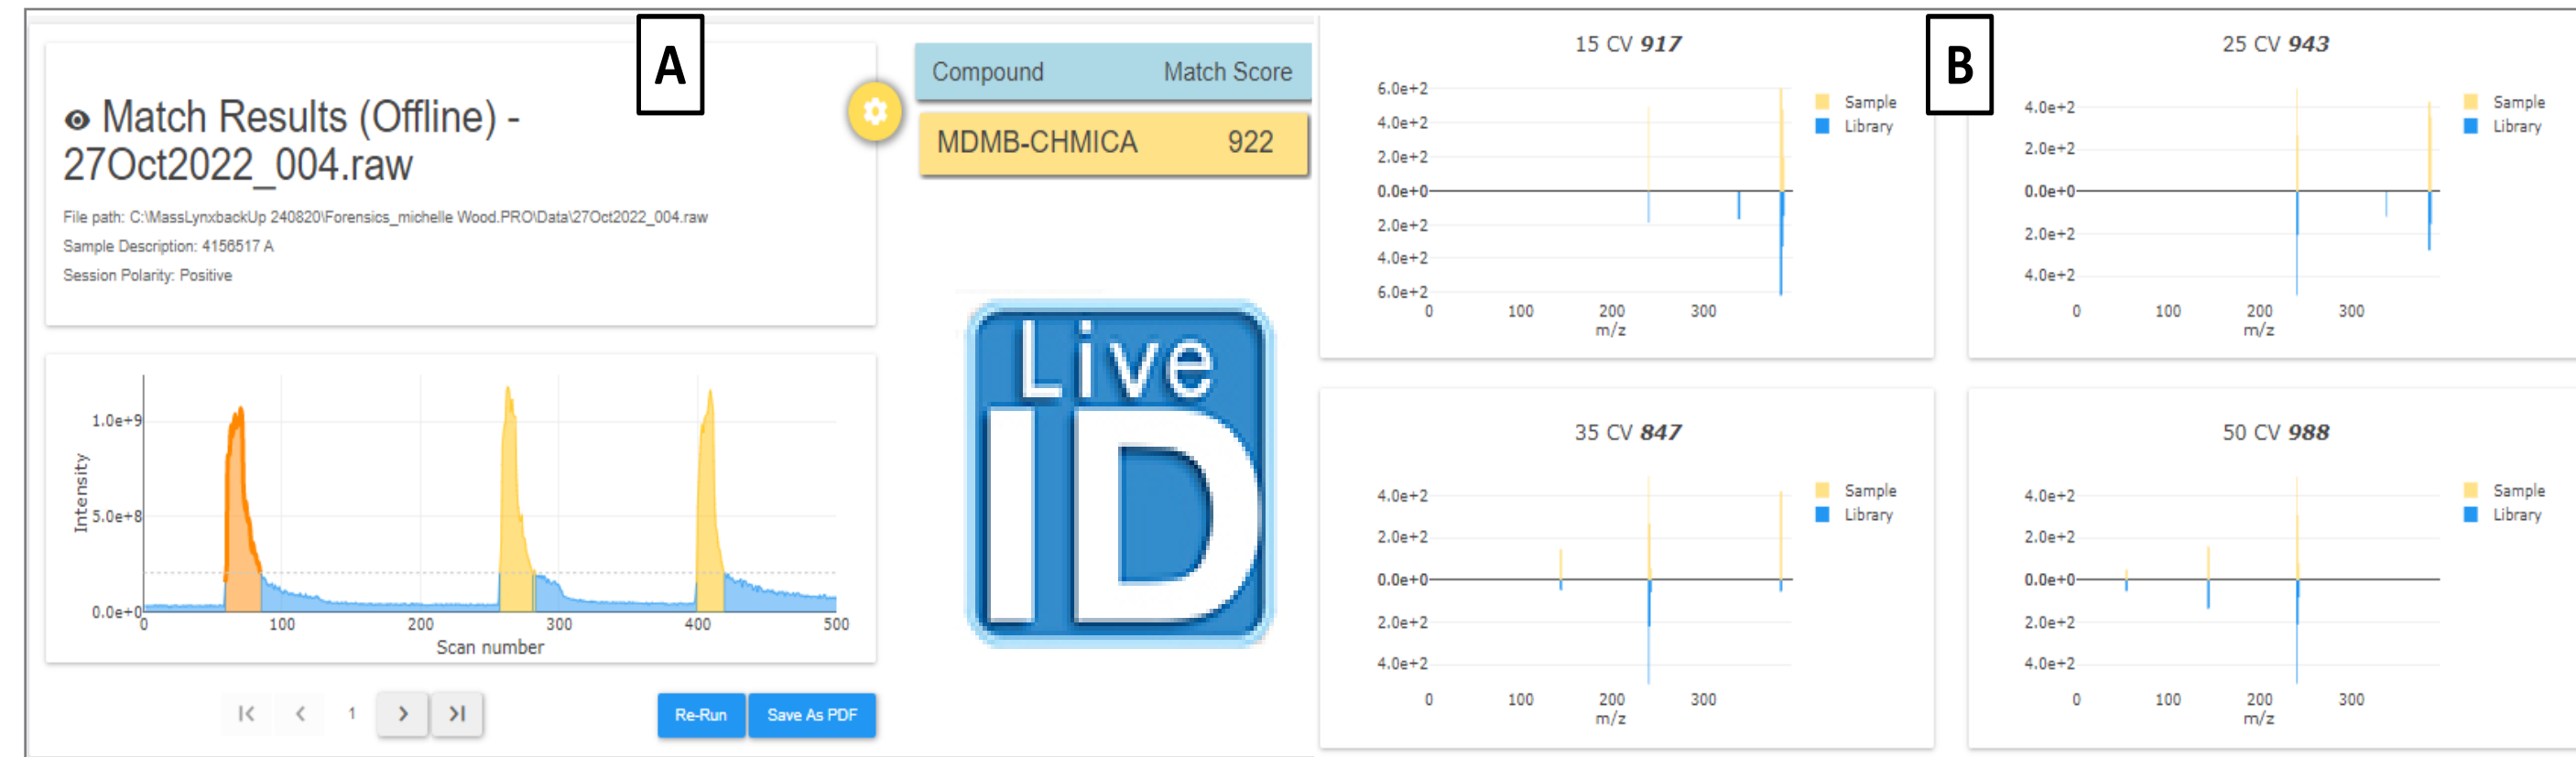 A
Match Results (Offline) -
27Oct2022_004.raw
File path: C:\MassLynxbackUp 240820\Forensics_michelle Wood.PRO\Data\27Oct2022_004.raw
Sample Description: 4156517 A
Session Polarity: Positive
Compound Match Score
MDMB-CHMICA 922
Live
ID
Intensity
1.0e+9
5.0e+8
0.0e+0
0 100 200 300 400 500
Scan number
1
Re-Run Save As PDF
B
15 CV 917
6.0e+2
4.0e+2
2.0e+2
0.0e+0
2.0e+2
4.0e+2
6.0e+2
0 100 200 300
m/z
Sample
Library
25 CV 943
4.0e+2
2.0e+2
0.0e+0
2.0e+2
4.0e+2
0 100 200 300
m/z
Sample
Library
35 CV 847
4.0e+2
2.0e+2
0.0e+0
2.0e+2
4.0e+2
0 100 200 300
m/z
Sample
Library
50 CV 988
4.0e+2
2.0e+2
0.0e+0
2.0e+2
4.0e+2
0 100 200 300
m/z
Sample
Library